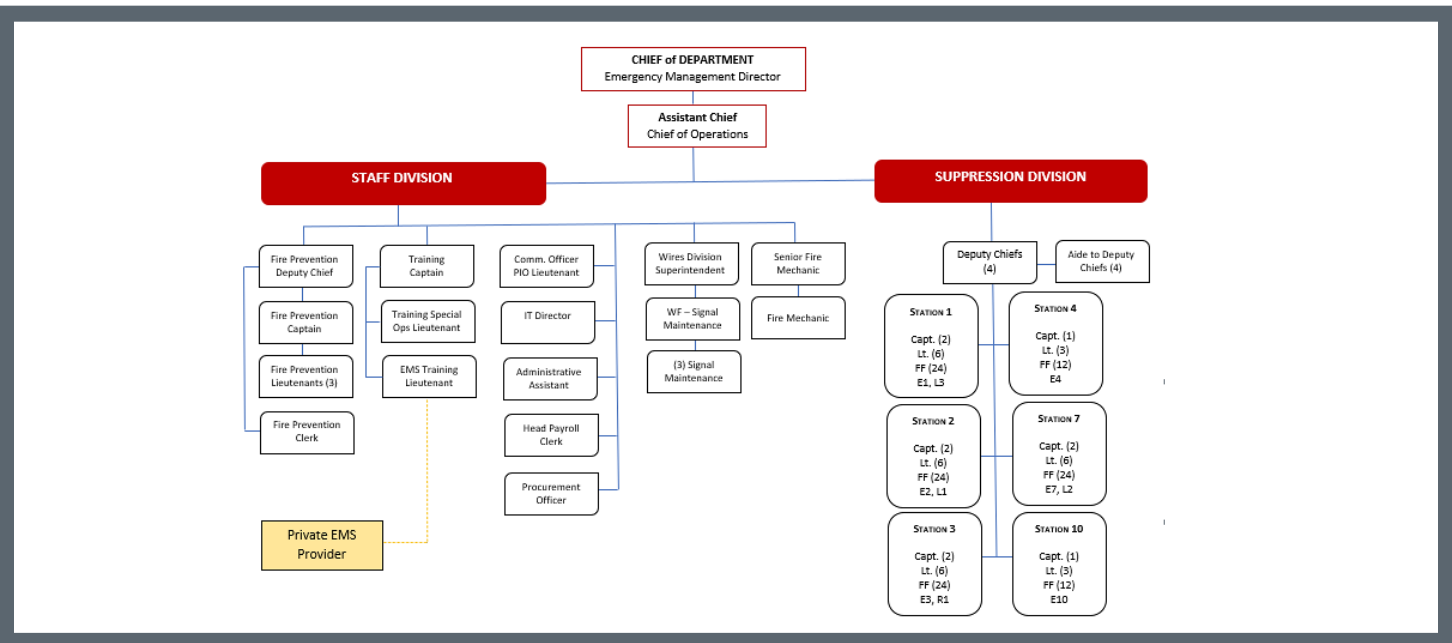 CHIEF of DEPARTMENT
Emergency Management Director
Assistant Chief
Chief of Operations
STAFF DIVISION
SUPPRESSION DIVISION
Fire Prevention
Deputy Chief
Fire Prevention
Captain
Fire Prevention
Lieutenants (3)
Fire Prevention
Clerk
Training
Captain
Training Special
Ops Lieutenant
EMS Training
Lieutenant
Private EMS
Provider
Comm. Officer
PIO Lieutenant
IT Director
Administrative
Assistant
Head Payroll
Clerk
Procurement
Officer
Wires Division
Superintendent
WF – Signal
Maintenance
(3) Signal
Maintenance
Senior Fire
Mechanic
Fire Mechanic
Deputy Chiefs
(4)
Aide to Deputy
Chiefs (4)
STATION 1
Capt. (2)
Lt. (6)
FF (24)
E1, L3
STATION 4
Capt. (1)
Lt. (3)
FF (12)
E4
STATION 2
Capt. (2)
Lt. (6)
FF (24)
E2, L1
STATION 7
Capt. (2)
Lt. (6)
FF (24)
E7, L2
STATION 3
Capt. (2)
Lt. (6)
FF (24)
E3, R1
STATION 10
Capt. (1)
Lt. (3)
FF (12)
E10